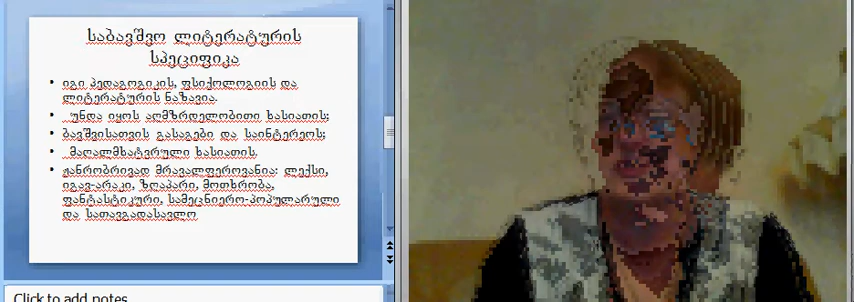 საბავშვო ლიტერატურის
სპეციფიკა
• იგი პედაგოგიკის, ფსიქოლოგიის და
ლიტერატურის ნაზავია.
• უნდა იყოს აღმზრდელობითი ხასიათის;
• ბავშვისათვის გასაგები და საინტერესო;
• მაღალმხატვრული ხასიათის.
• ჟანრობრივად მრავალფეროვანია: ლექსი,
იგავ-არაკი, ზღაპარი, მოთხრობა,
ფანტასტიკური, სამეცნიერო-პოპულარული
და სათავგადასავლო
Click to add notes